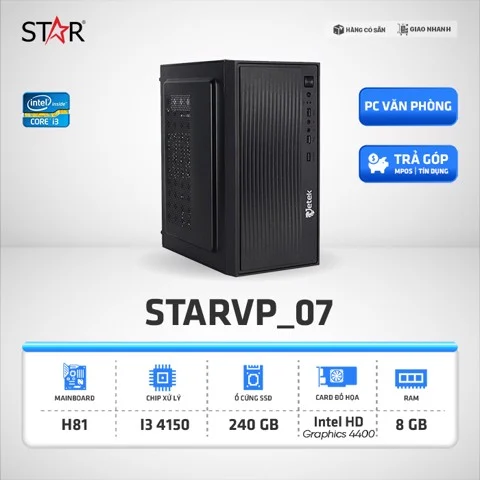 STAR
HÀNG CÓ SẴN
GIAO NHANH
intel inside
CORE i3
PC VĂN PHÒNG
TRẢ GÓP
MPOS | TÍN DỤNG
Jetek
STARVP_07
MAINBOARD
CHIP XỬ LÝ
Ổ CỨNG SSD
CARD ĐỒ HỌA
RAM
H81
I3 4150
240 GB
Intel HD
Graphics 4400
8 GB